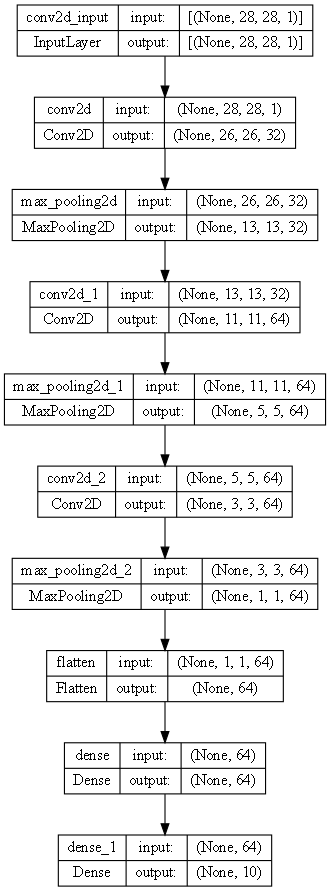 conv2d_input input: [(None, 28, 28, 1)]
InputLayer output: [(None, 28, 28, 1)]
conv2d input: (None, 28, 28, 1)
Conv2D output: (None, 26, 26, 32)
max_pooling2d input: (None, 26, 26, 32)
MaxPooling2D output: (None, 13, 13, 32)
conv2d_1 input: (None, 13, 13, 32)
Conv2D output: (None, 11, 11, 64)
max_pooling2d_1 input: (None, 11, 11, 64)
MaxPooling2D output: (None, 5, 5, 64)
conv2d_2 input: (None, 5, 5, 64)
Conv2D output: (None, 3, 3, 64)
max_pooling2d_2 input: (None, 3, 3, 64)
MaxPooling2D output: (None, 1, 1, 64)
flatten input: (None, 1, 1, 64)
Flatten output: (None, 64)
dense input: (None, 64)
Dense output: (None, 64)
dense_1 input: (None, 64)
Dense output: (None, 10)